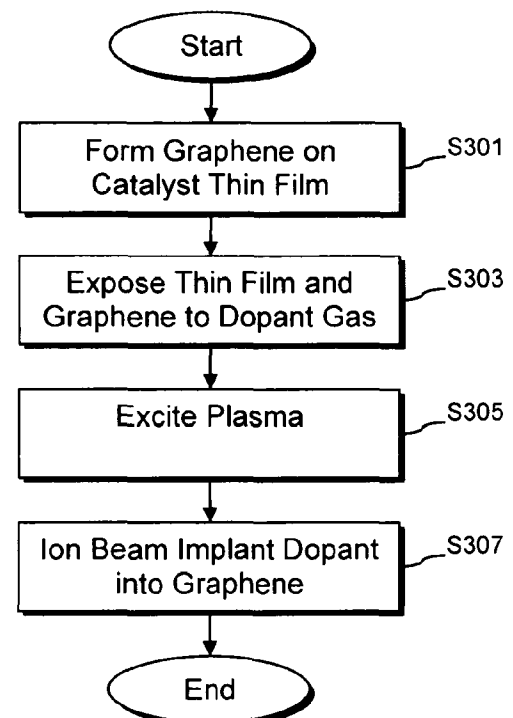 Start
Form Graphene on
Catalyst Thin Film
S301
Expose Thin Film and
Graphene to Dopant Gas
S303
Excite Plasma
S305
Ion Beam Implant Dopant
into Graphene
S307
End